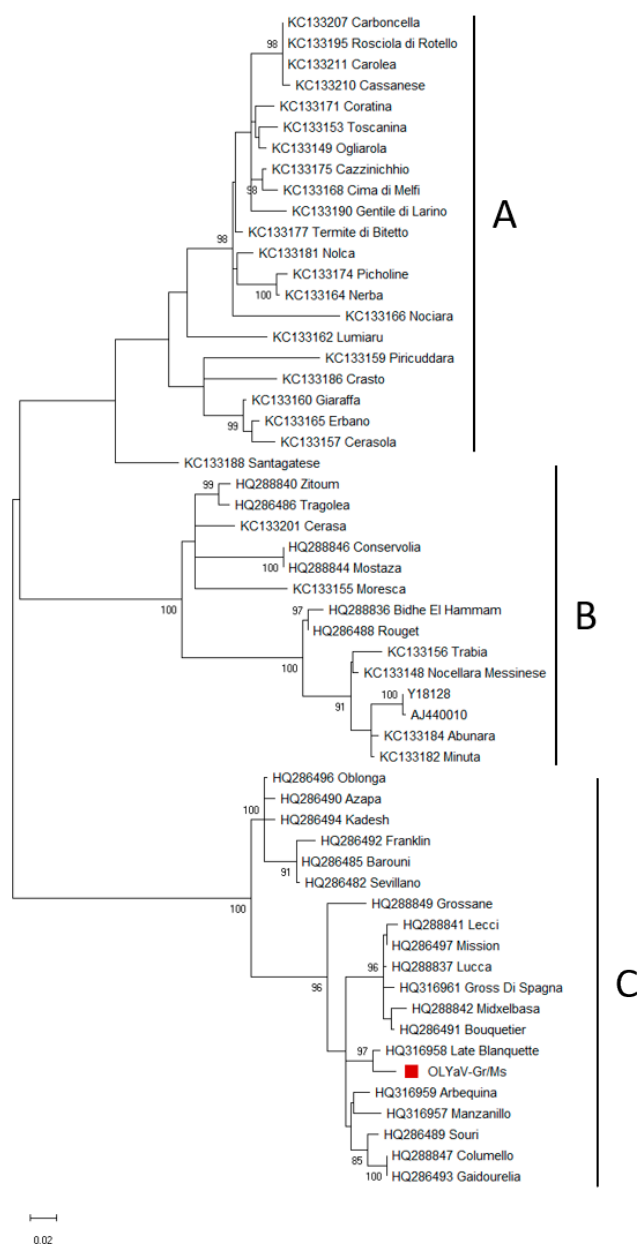 KC133207 Carboncella
98
KC133195 Rosciola di Rotello
KC133211 Carolea
KC133210 Cassanese
KC133171 Coratina
KC133153 Toscanina
KC133149 Ogliarola
KC133175 Cazzinichhio
98
KC133168 Cima di Melfi
KC133190 Gentile di Larino
A
KC133177 Termite di Bitetto
98
KC133181 Nolca
KC133174 Picholine
100
KC133164 Nerba
KC133166 Nociara
KC133162 Lumiaru
KC133159 Piricuddara
KC133186 Crasto
KC133160 Giaraffa
99
KC133165 Erbano
KC133157 Cerasola
KC133188 Santagatese
99
HQ288840 Zitoum
HQ286486 Tragolea
KC133201 Cerasa
HQ288846 Conservolia
100
HQ288844 Mostaza
KC133155 Moresca
100
97
HQ288836 Bidhe El Hammam
B
HQ286488 Rouget
100
KC133156 Trabia
KC133148 Nocellara Messinese
100
Y18128
91
AJ440010
KC133184 Abunara
KC133182 Minuta
HQ286496 Oblonga
HQ286490 Azapa
100
HQ286494 Kadesh
HQ286492 Franklin
HQ286485 Barouni
91
HQ286482 Sevillano
HQ288849 Grossane
100
HQ288841 Lecci
HQ286497 Mission
96
HQ288837 Lucca
96
HQ316961 Gross Di Spagna
C
HQ288842 Midxelbasa
HQ286491 Bouquetier
97
HQ316958 Late Blanquette
OLYaV-Gr/Ms
HQ316959 Arbequina
HQ316957 Manzanillo
HQ286489 Souri
85
HQ288847 Columello
100
HQ286493 Gaidourelia
0.02